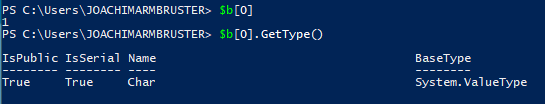 PS C:\Users\JOACHIMARMBRUSTER> $b[0]
1
PS C:\Users\JOACHIMARMBRUSTER> $b[0].GetType()
IsPublic IsSerial Name BaseType
-------- -------- ---- --------
True True Char System.ValueType